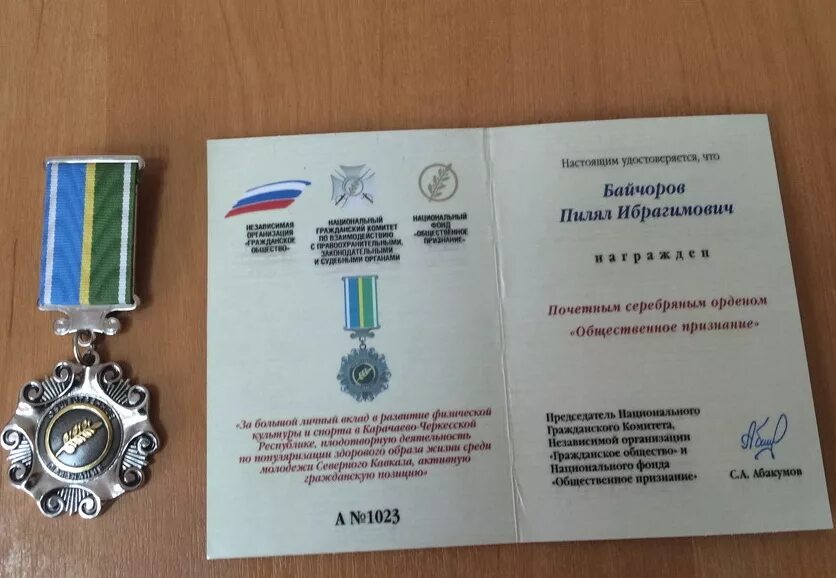 ОБЩЕСТВЕННОЕ
ПРИЗНАНИЕ
НЕЗАВИСИМАЯ
ОРГАНИЗАЦИЯ
«ГРАЖДАНСКОЕ
ОБЩЕСТВО»
НАЦИОНАЛЬНЫЙ
ГРАЖДАНСКИЙ КОМИТЕТ
ПО ВЗАИМОДЕЙСТВИЮ
С ПРАВООХРАНИТЕЛЬНЫМИ,
ЗАКОНОДАТЕЛЬНЫМИ
И СУДЕБНЫМИ ОРГАНАМИ
НАЦИОНАЛЬНЫЙ
ФОНД
«ОБЩЕСТВЕННОЕ
ПРИЗНАНИЕ»
«За большой личный вклад в развитие физической
культуры и спорта в Карачаево-Черкесской
Республике, плодотворную деятельность
по популяризации здорового образа жизни среди
молодежи Северного Кавказа, активную
гражданскую позицию»
А №1023
Настоящим удостоверяется, что
Байчоров
Пилял Ибрагимович
награжден
Почетным серебряным орденом
«Общественное признание»
Председатель Национального
Гражданского Комитета,
Независимой организации
«Гражданское общество» и
Национального фонда
«Общественное признание»
С.А. Абакумов